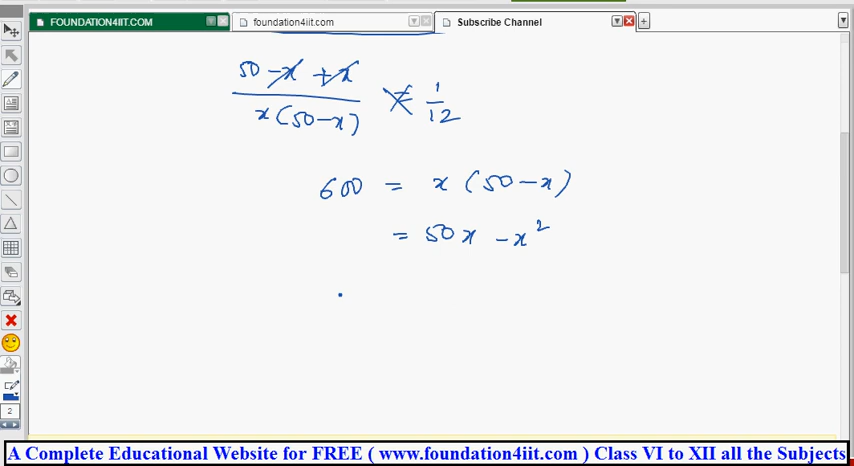 FOUNDATION4IIT.COM foundation4iit.com Subscribe Channel
50 - x + x
x(50-x)
= 1/12
600 = x (50-x)
= 50x - x²
2
A Complete Educational Website for FREE ( www.foundation4iit.com ) Class VI to XII all the Subjects